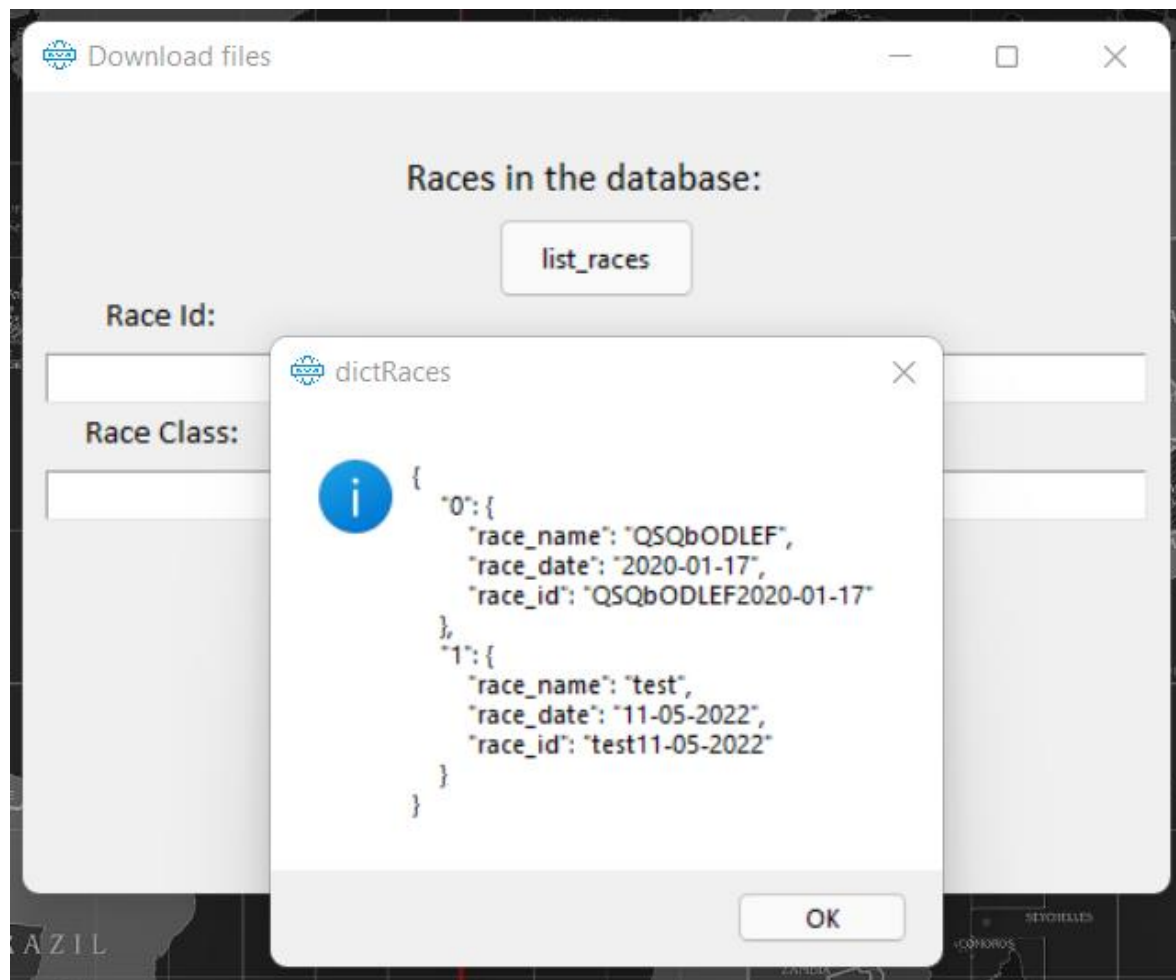 Download files
Races in the database:
list_races
Race Id:
Race Class:
dictRaces
{
"0": {
"race_name": "QSQbODLEF",
"race_date": "2020-01-17",
"race_id": "QSQbODLEF2020-01-17"
},
"1": {
"race_name": "test",
"race_date": "11-05-2022",
"race_id": "test11-05-2022"
}
}
OK
AZIL
SEYCHELLES
COMOROS
ZAMBIA